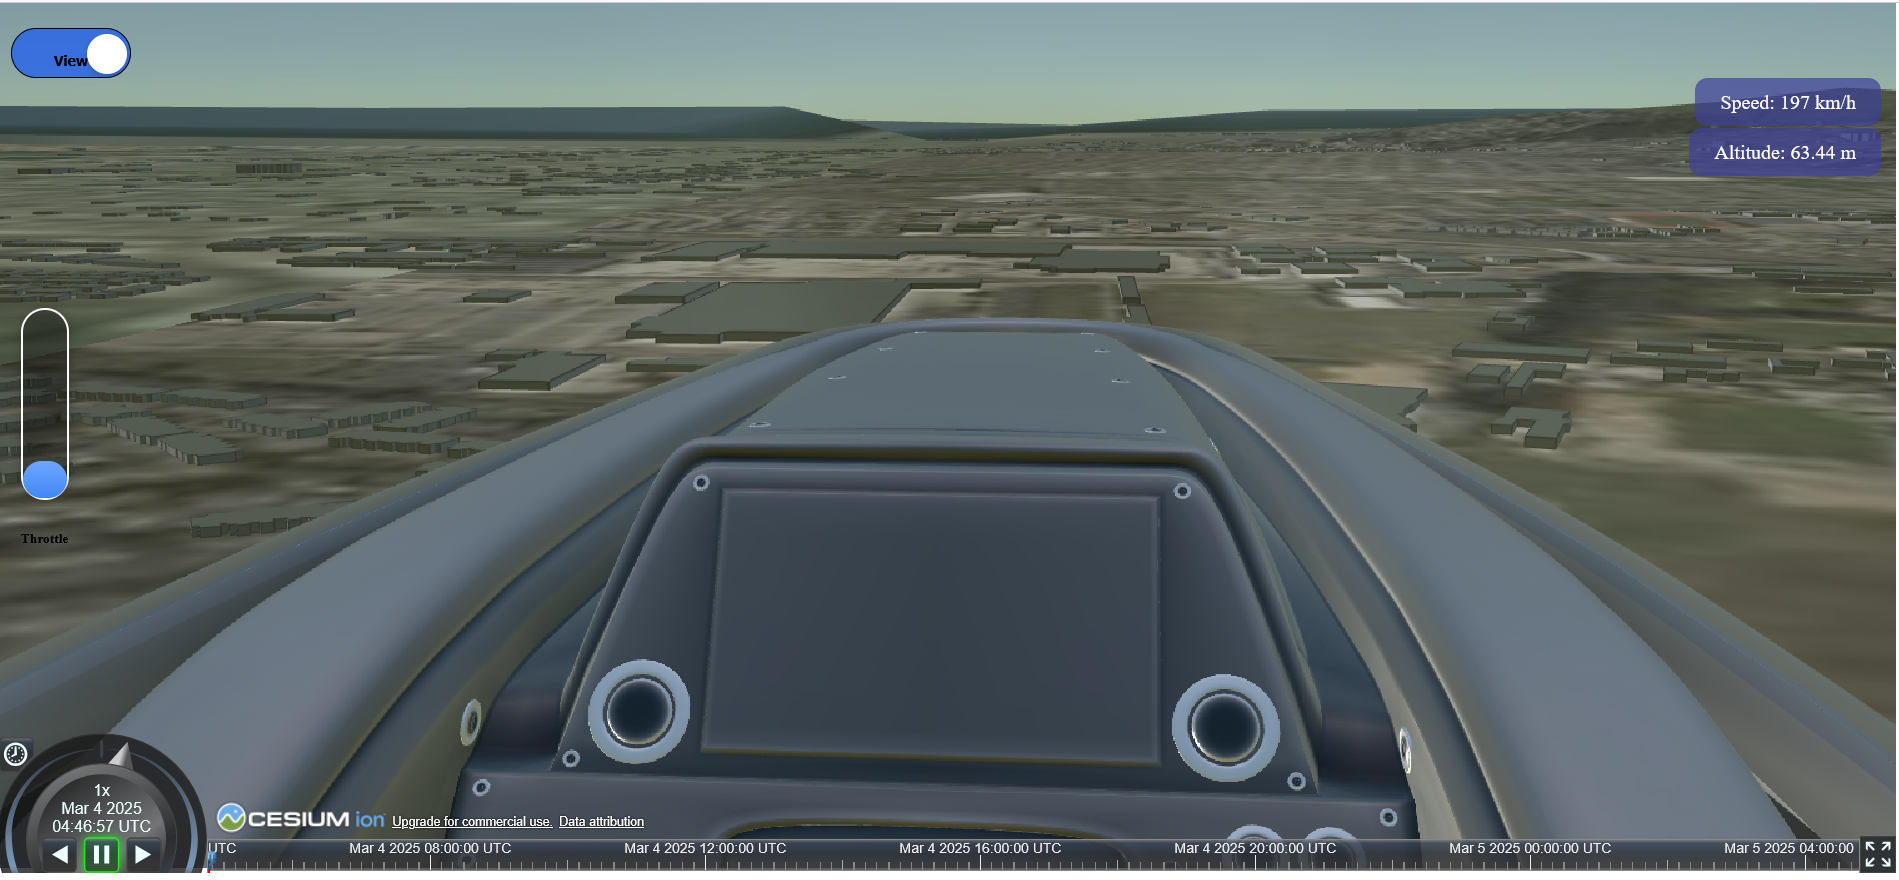 View
Speed: 197 km/h
Altitude: 63.44 m
Throttle
1x
Mar 4 2025
04:46:57 UTC
CESIUM ion Upgrade for commercial use. Data attribution
UTC Mar 4 2025 08:00:00 UTC Mar 4 2025 12:00:00 UTC Mar 4 2025 16:00:00 UTC Mar 4 2025 20:00:00 UTC Mar 5 2025 00:00:00 UTC Mar 5 2025 04:00:00